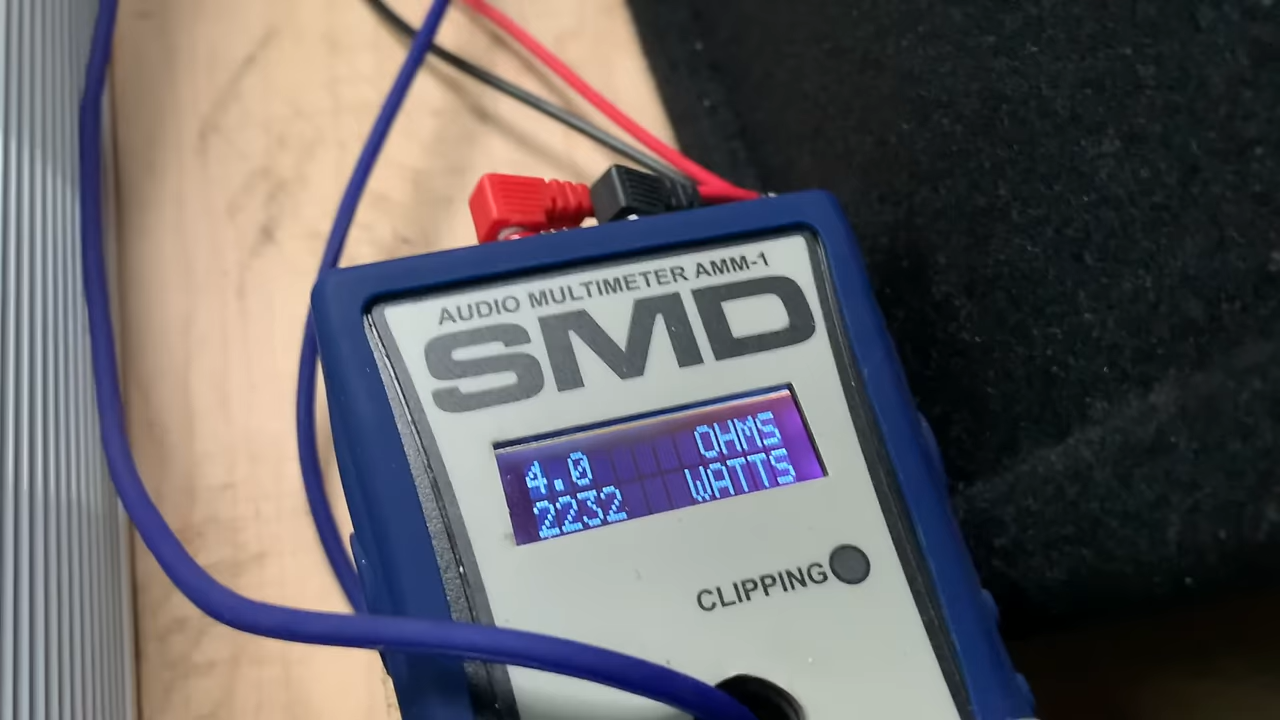 AUDIO MULTIMETER AMM-1
SMD
4.0 OHMS
2232 WATTS
CLIPPING